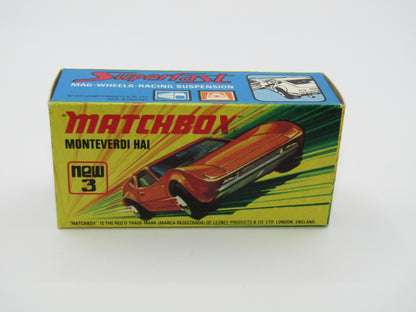 Superfast
MAG-WHEELS-RACING SUSPENSION
"MATCHBOX"
MONTEVERDI HAI
new
3
"MATCHBOX" IS THE REG'D TRADE MARK (MARCA REGISTRADA) OF LESNEY PRODUCTS & CO. LTD. LONDON, ENGLAND.